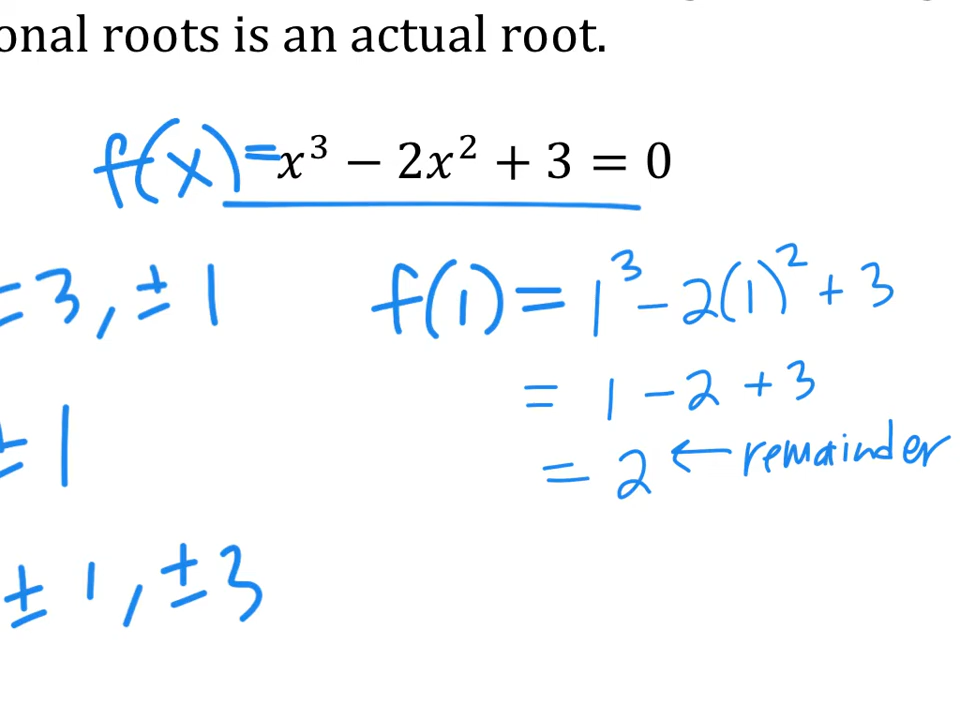 onal roots is an actual root.
f(x) = x³ − 2x² + 3 = 0
3, ± 1
f(1) = 1³ − 2(1)² + 3
= 1 − 2 + 3
1
= 2 ← remainder
± 1, ± 3